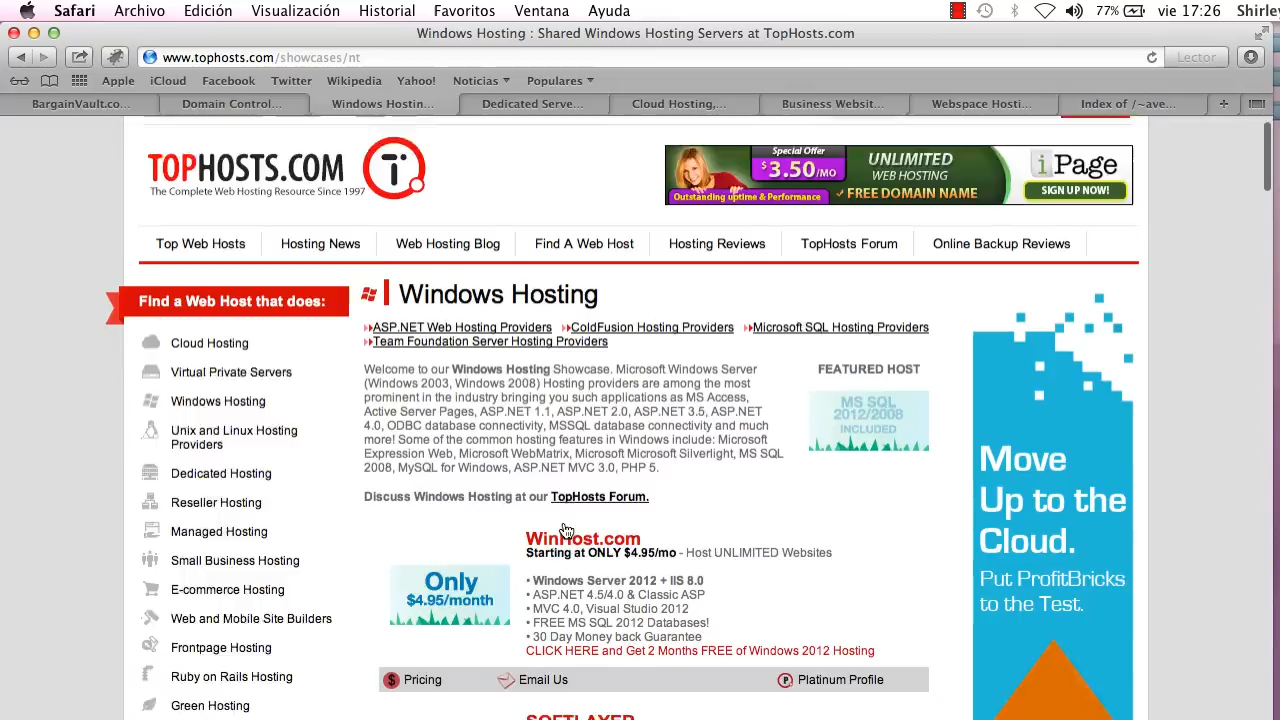 Safari Archivo Edición Visualización Historial Favoritos Ventana Ayuda 77% vie 17:26 Shirley
Windows Hosting : Shared Windows Hosting Servers at TopHosts.com
www.tophosts.com/showcases/nt Lector
Apple iCloud Facebook Twitter Wikipedia Yahoo! Noticias Populares
BargainVault.co... Domain Control... Windows Hostin... Dedicated Serve... Cloud Hosting,... Business Websit... Webspace Hosti... Index of /~ave...
TOPHOSTS.COM
The Complete Web Hosting Resource Since 1997
Special Offer
$3.50/MO
Outstanding uptime & Performance
UNLIMITED
WEB HOSTING
✓ FREE DOMAIN NAME
iPage
SIGN UP NOW!
Top Web Hosts Hosting News Web Hosting Blog Find A Web Host Hosting Reviews TopHosts Forum Online Backup Reviews
Find a Web Host that does:
Cloud Hosting
Virtual Private Servers
Windows Hosting
Unix and Linux Hosting
Providers
Dedicated Hosting
Reseller Hosting
Managed Hosting
Small Business Hosting
E-commerce Hosting
Web and Mobile Site Builders
Frontpage Hosting
Ruby on Rails Hosting
Green Hosting
Windows Hosting
ASP.NET Web Hosting Providers ColdFusion Hosting Providers Microsoft SQL Hosting Providers
Team Foundation Server Hosting Providers
Welcome to our Windows Hosting Showcase. Microsoft Windows Server
(Windows 2003, Windows 2008) Hosting providers are among the most
prominent in the industry bringing you such applications as MS Access,
Active Server Pages, ASP.NET 1.1, ASP.NET 2.0, ASP.NET 3.5, ASP.NET
4.0, ODBC database connectivity, MSSQL database connectivity and much
more! Some of the common hosting features in Windows include: Microsoft
Expression Web, Microsoft WebMatrix, Microsoft Microsoft Silverlight, MS SQL
2008, MySQL for Windows, ASP.NET MVC 3.0, PHP 5.
FEATURED HOST
MS SQL
2012/2008
INCLUDED
Discuss Windows Hosting at our TopHosts Forum.
WinHost.com
Starting at ONLY $4.95/mo - Host UNLIMITED Websites
Only
$4.95/month
• Windows Server 2012 + IIS 8.0
• ASP.NET 4.5/4.0 & Classic ASP
• MVC 4.0, Visual Studio 2012
• FREE MS SQL 2012 Databases!
• 30 Day Money back Guarantee
CLICK HERE and Get 2 Months FREE of Windows 2012 Hosting
Pricing Email Us Platinum Profile
SOFTLAYER
Move
Up to the
Cloud.
Put ProfitBricks
to the Test.